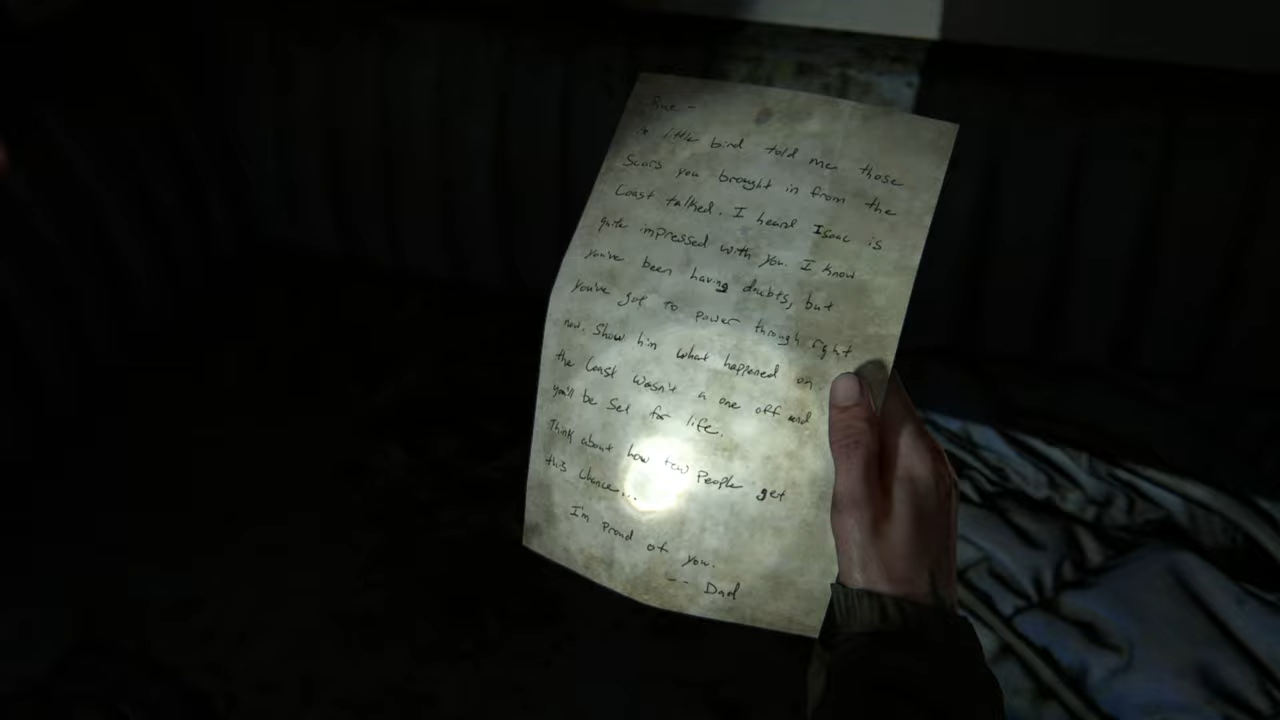 Rue -
A little bird told me those
Scars you brought in from the
Coast talked. I heard Isaac is
quite impressed with you. I know
you've been having doubts, but
you've got to power through right
now. Show him what happened on
the Coast wasn't a one off and
you'll be set for life.
Think about how few people get
this chance...
I'm proud of you.
-- Dad